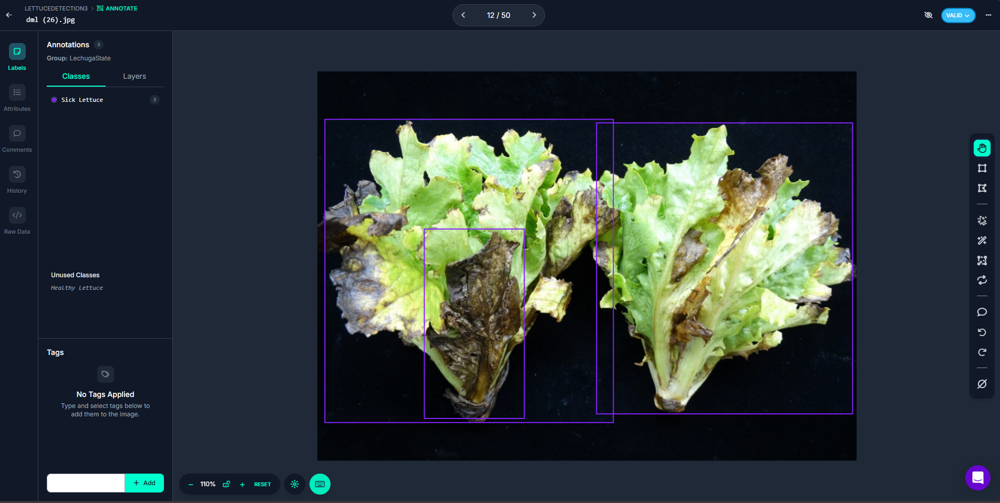 LETTUCEDETECTION3 > ANNOTATE
dml (26).jpg
12 / 50
VALID
Labels
Attributes
Comments
History
Raw Data
Annotations 3
Group: LechugaState
Classes Layers
Sick Lettuce 3
Unused Classes
Healthy Lettuce
Tags
No Tags Applied
Type and select tags below to
add them to the image.
+ Add
− 110% + RESET